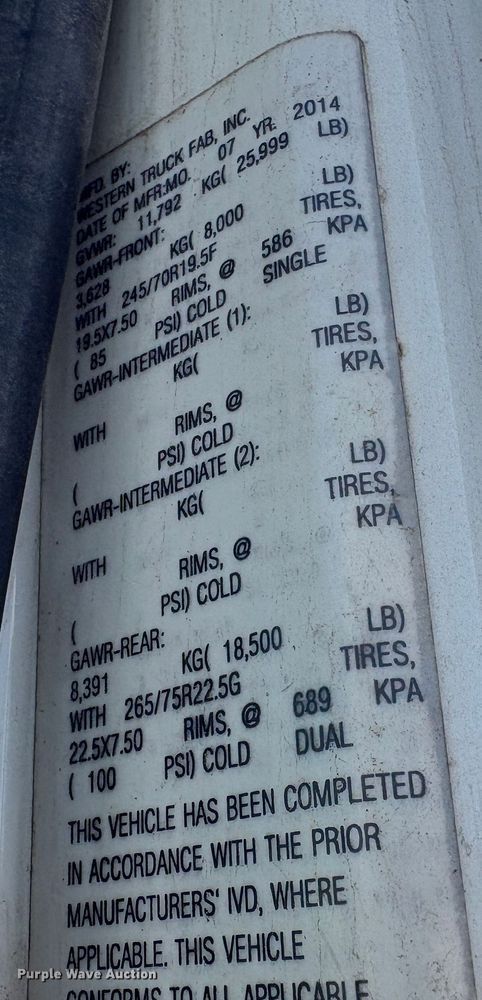 MFD. BY:
WESTERN TRUCK FAB, INC.
DATE OF MFR:MO. 07 YR: 2014
GVWR: 11,792 KG( 25,999 LB)
GAWR-FRONT:
3,628 KG( 8,000 LB)
WITH 245/70R19.5F TIRES,
19.5X7.50 RIMS, @ 586 KPA
( 85 PSI) COLD SINGLE
GAWR-INTERMEDIATE (1):
KG( LB)
WITH TIRES,
RIMS, @ KPA
( PSI) COLD
GAWR-INTERMEDIATE (2):
KG( LB)
WITH TIRES,
RIMS, @ KPA
( PSI) COLD
GAWR-REAR:
8,391 KG( 18,500 LB)
WITH 265/75R22.5G TIRES,
22.5X7.50 RIMS, @ 689 KPA
( 100 PSI) COLD DUAL
THIS VEHICLE HAS BEEN COMPLETED
IN ACCORDANCE WITH THE PRIOR
MANUFACTURERS' IVD, WHERE
APPLICABLE. THIS VEHICLE
CONFORMS TO ALL APPLICABLE
Purple Wave Auction